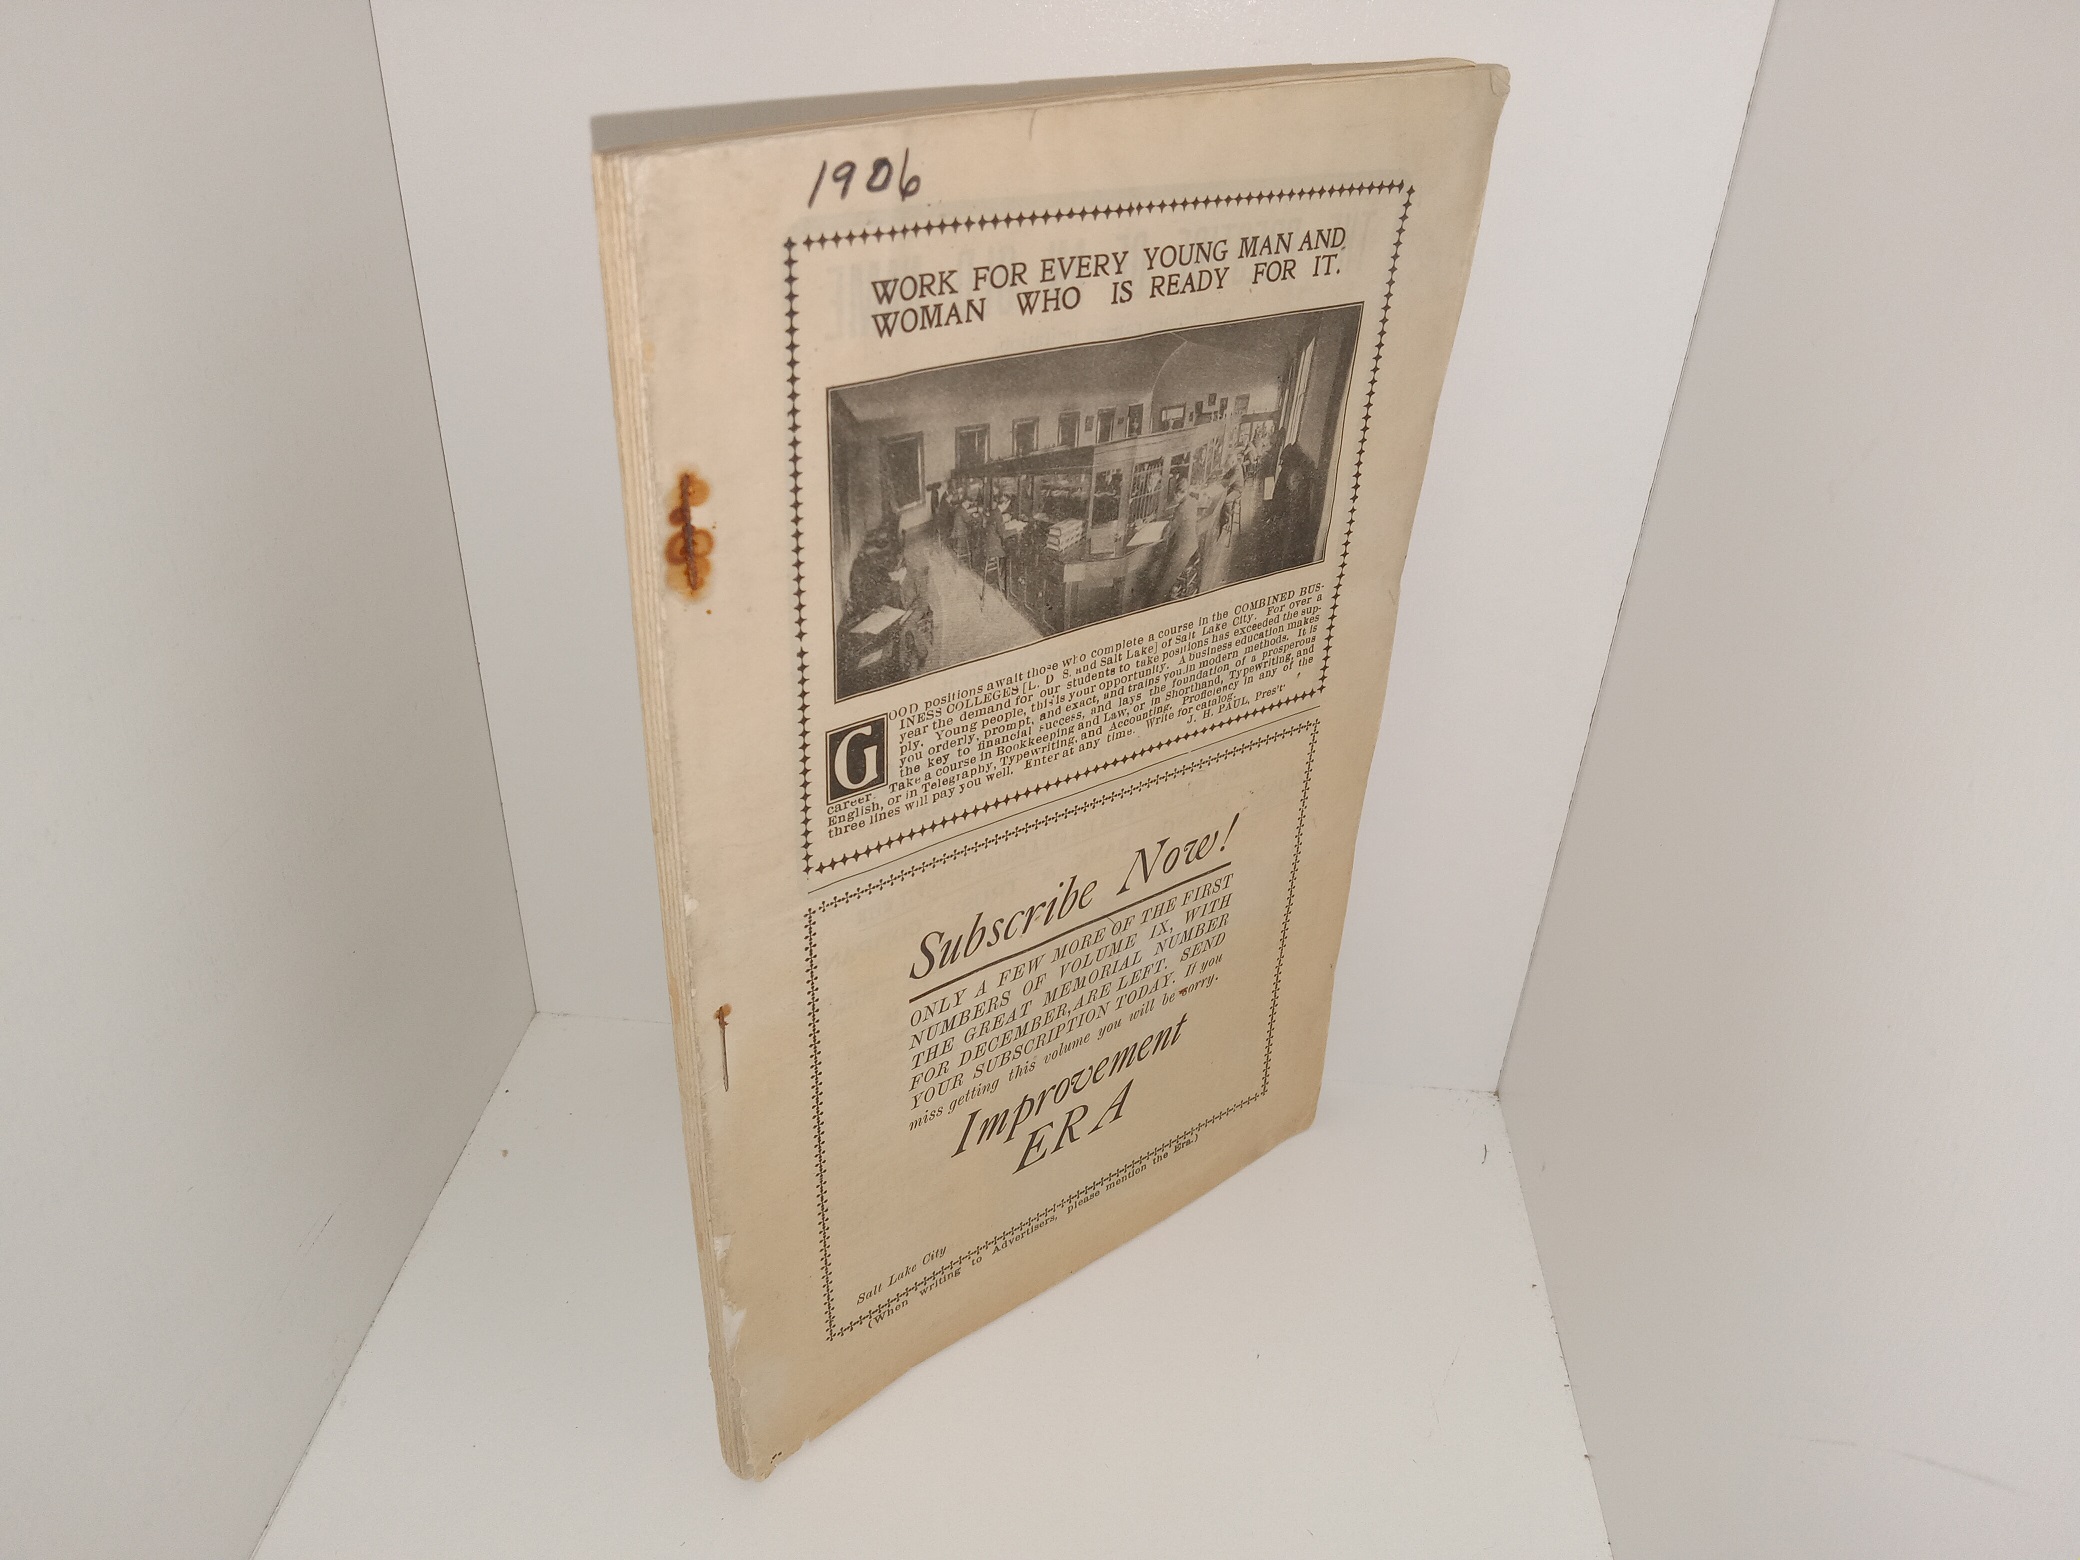 1906
WORK FOR EVERY YOUNG MAN AND
WOMAN WHO IS READY FOR IT.
GOOD positions await those who complete a course in the COMBINED BUS-
INESS COLLEGES [L. D. S. and Salt Lake] of Salt Lake City. For over a
year the demand for our students to take positions has exceeded the sup-
ply. Young people, this is your opportunity. A business education makes
you orderly, prompt, and exact, and trains you in modern methods. It is
the key to financial success, and lays the foundation of a prosperous
career. Take a course in Bookkeeping and Law, or in Shorthand, Typewriting, and
English, or in Telegraphy, Typewriting, and Accounting. Proficiency in any of the
three lines will pay you well. Enter at any time. Write for catalog.
J. H. PAUL, Pres't
Subscribe Now!
ONLY A FEW MORE OF THE FIRST
NUMBERS OF VOLUME IX, WITH
THE GREAT MEMORIAL NUMBER
FOR DECEMBER, ARE LEFT. SEND
YOUR SUBSCRIPTION TODAY. If you
miss getting this volume you will be sorry.
Improvement
ERA
Salt Lake City
(When writing to Advertisers, please mention the Era.)